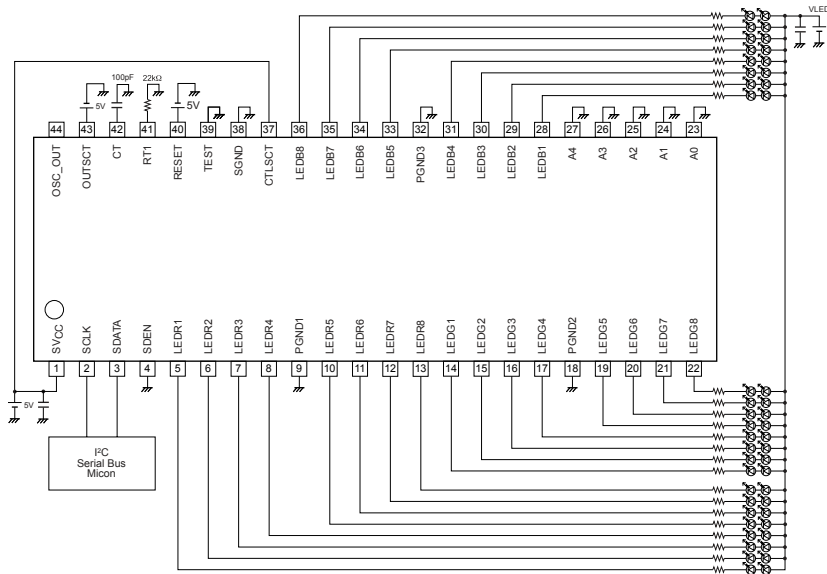 VLED
100pF 22kΩ
5V 5V
44 43 42 41 40 39 38 37 36 35 34 33 32 31 30 29 28 27 26 25 24 23
OSC_OUT
OUTSCT
CT
RT1
RESET
TEST
SGND
CTLSCT
LEDB8
LEDB7
LEDB6
LEDB5
PGND3
LEDB4
LEDB3
LEDB2
LEDB1
A4
A3
A2
A1
A0
SVCC
SCLK
SDATA
SDEN
LEDR1
LEDR2
LEDR3
LEDR4
PGND1
LEDR5
LEDR6
LEDR7
LEDR8
LEDG1
LEDG2
LEDG3
LEDG4
PGND2
LEDG5
LEDG6
LEDG7
LEDG8
1 2 3 4 5 6 7 8 9 10 11 12 13 14 15 16 17 18 19 20 21 22
5V
I²C
Serial Bus
Micon